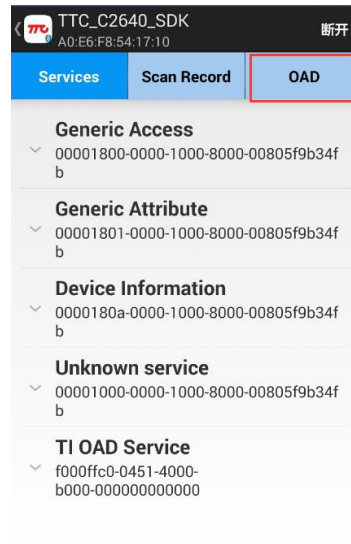 TTC_C2640_SDK
A0:E6:F8:54:17:10
断开
Services
Scan Record
OAD
Generic Access
00001800-0000-1000-8000-00805f9b34f
b
Generic Attribute
00001801-0000-1000-8000-00805f9b34f
b
Device Information
0000180a-0000-1000-8000-00805f9b34f
b
Unknown service
00001000-0000-1000-8000-00805f9b34f
b
TI OAD Service
f000ffc0-0451-4000-
b000-000000000000